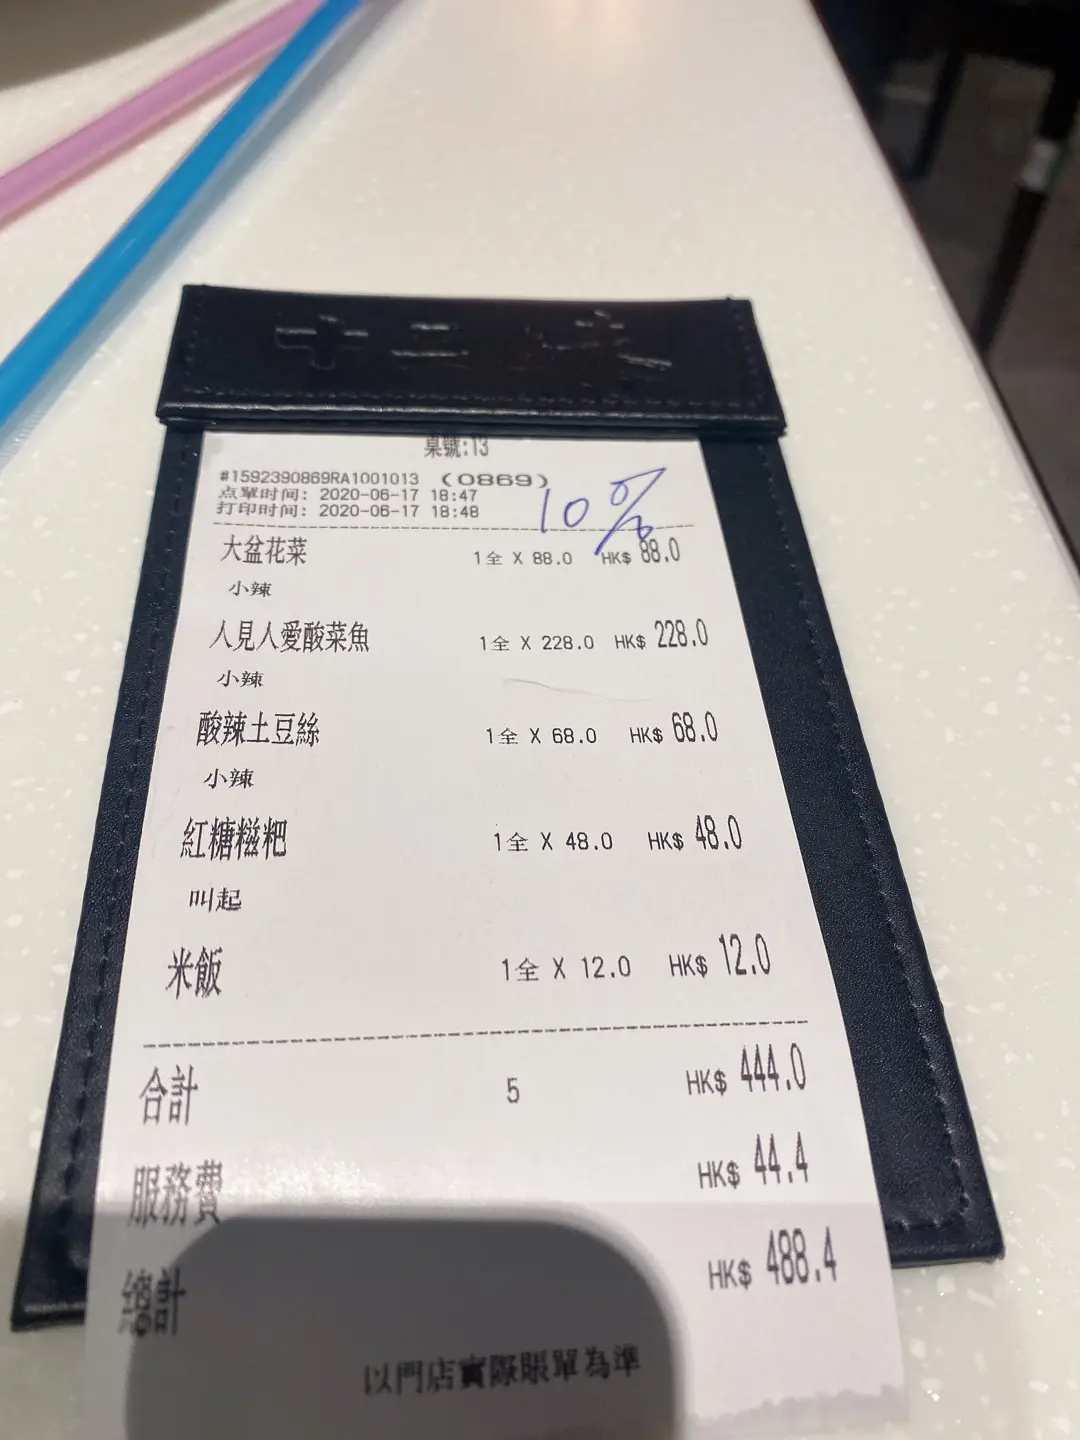 十二
桌號:13
#1592390869RA1001013 (0869)
点單时间: 2020-06-17 18:47
打印时间: 2020-06-17 18:48
10%
大盆花菜 1全 X 88.0 HK$ 88.0
小辣
人見人愛酸菜魚 1全 X 228.0 HK$ 228.0
小辣
酸辣土豆絲 1全 X 68.0 HK$ 68.0
小辣
紅糖糍粑 1全 X 48.0 HK$ 48.0
叫起
米飯 1全 X 12.0 HK$ 12.0
合計 5 HK$ 444.0
服務費 HK$ 44.4
總計 HK$ 488.4
以門店實際賬單為準